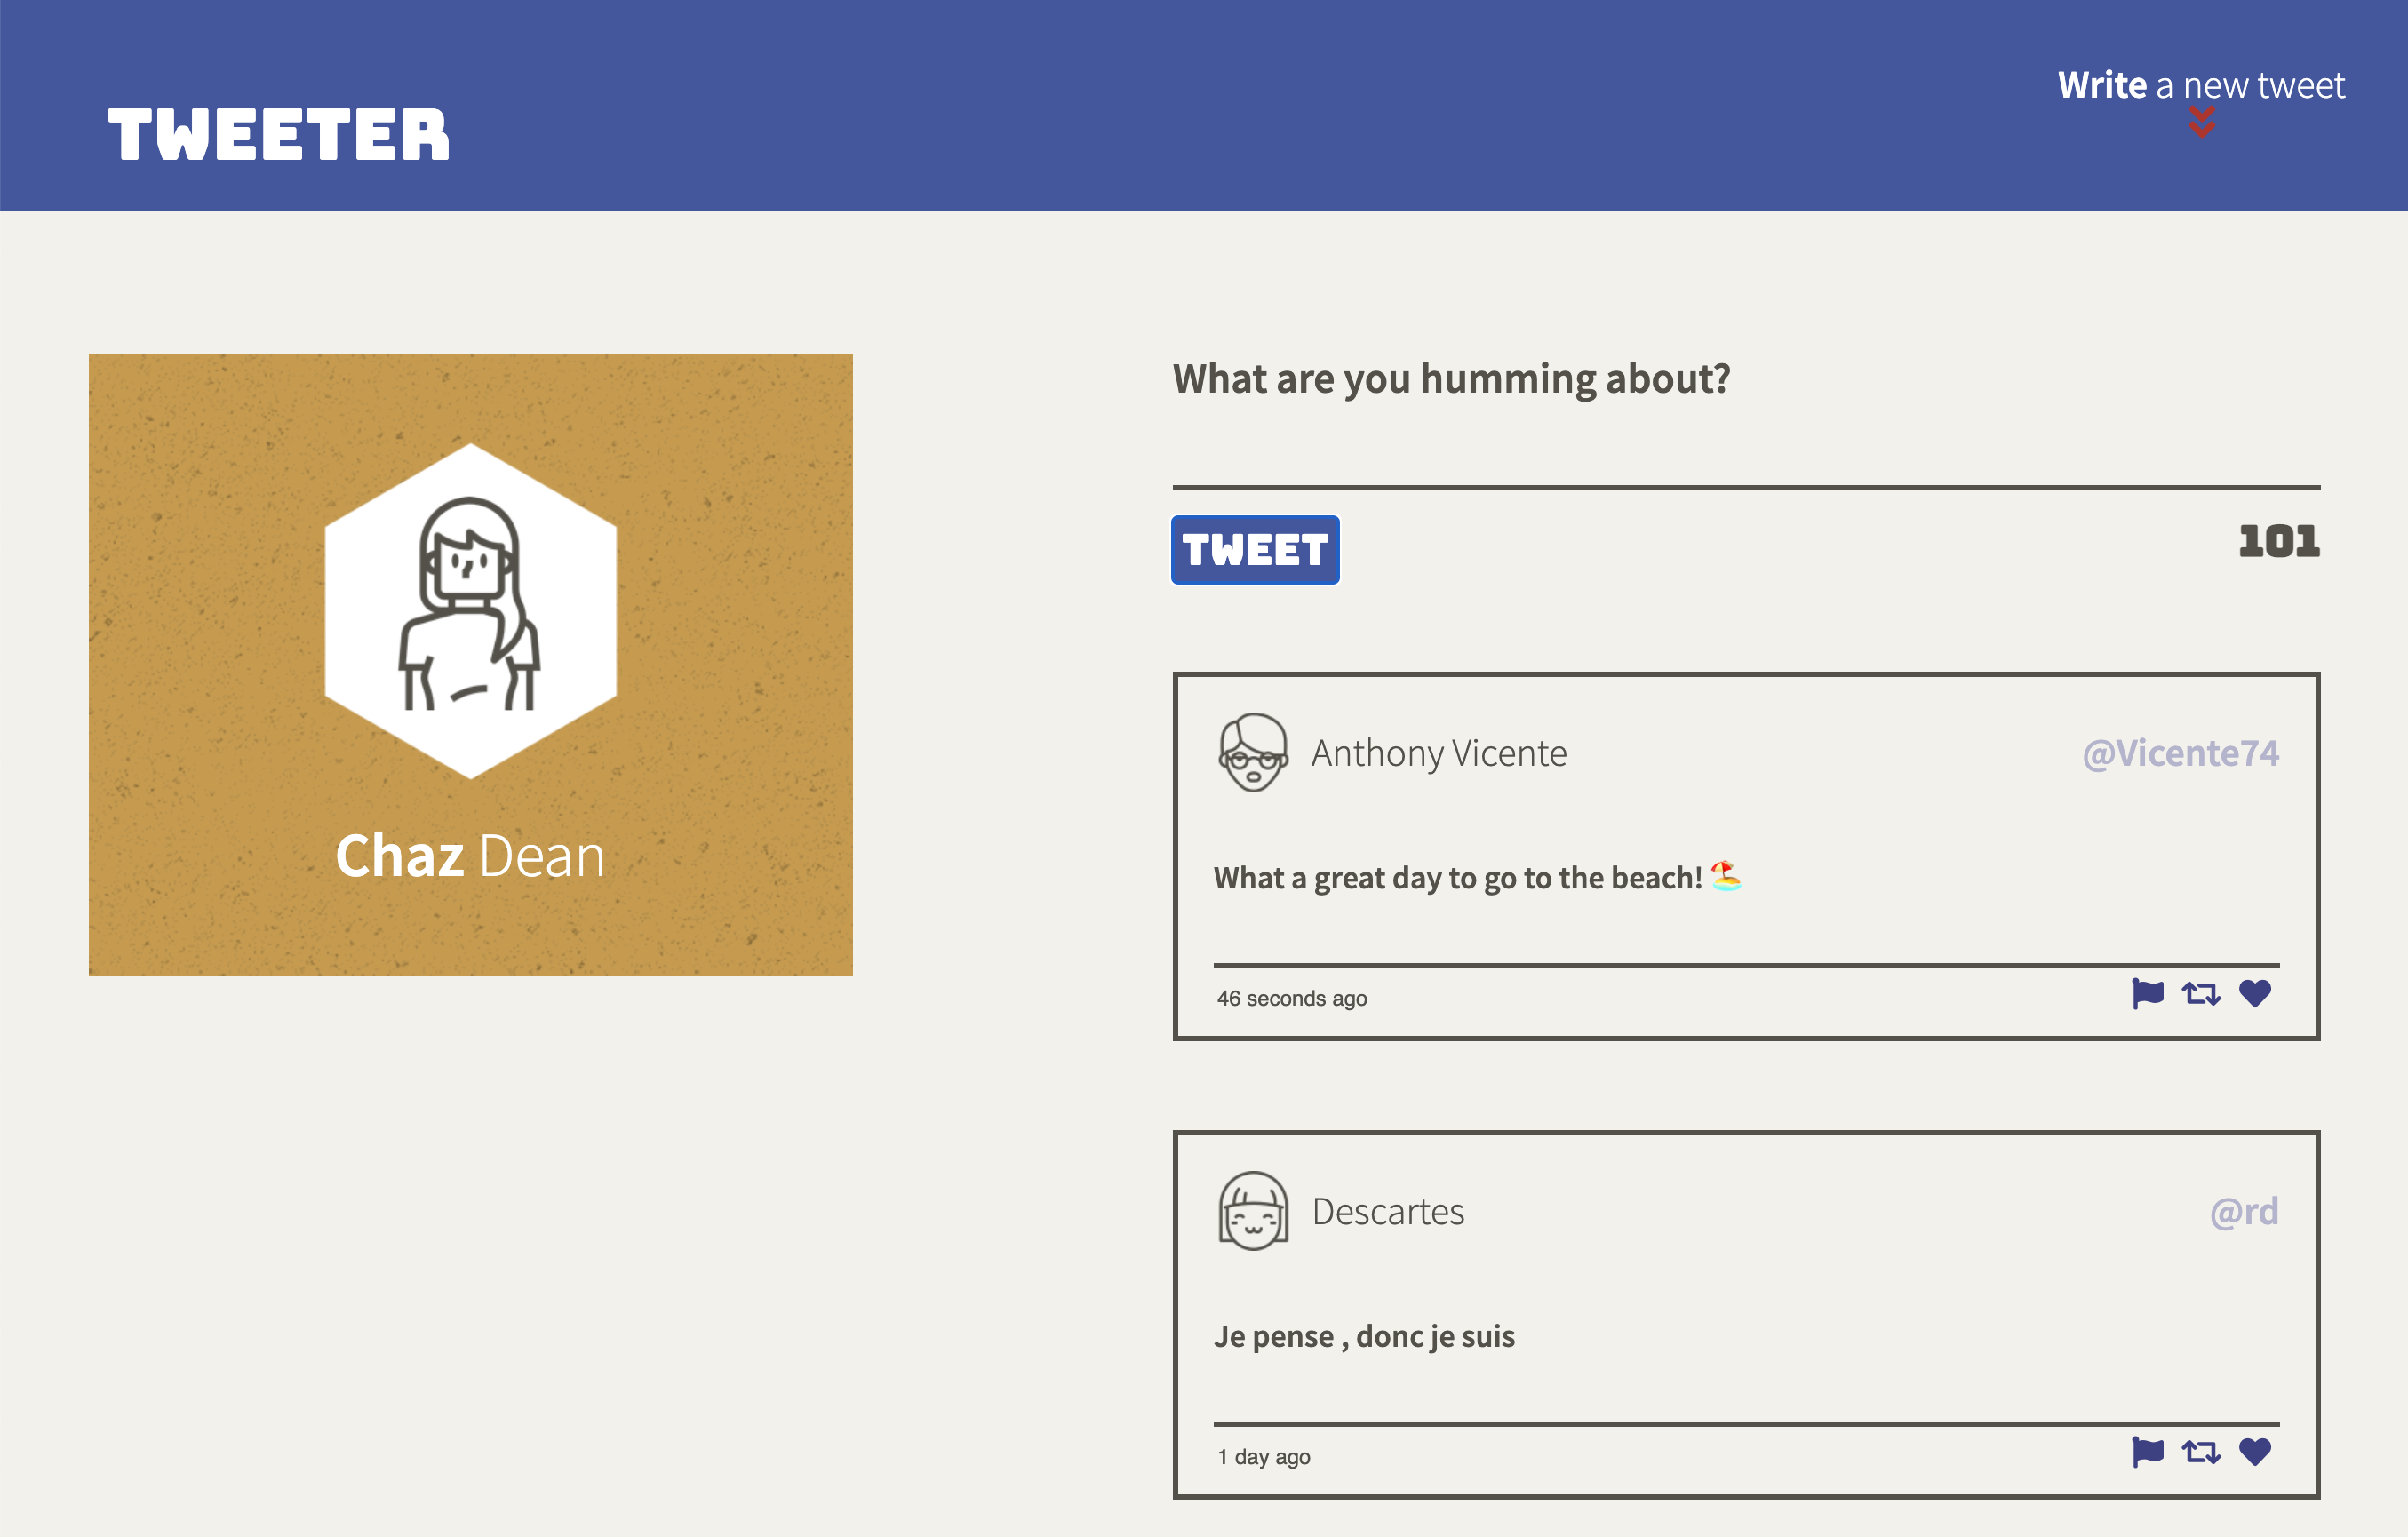 TWEETER
Write a new tweet
Chaz Dean
What are you humming about?
TWEET
101
Anthony Vicente
@Vicente74
What a great day to go to the beach! 🏖️
46 seconds ago
Descartes
@rd
Je pense , donc je suis
1 day ago